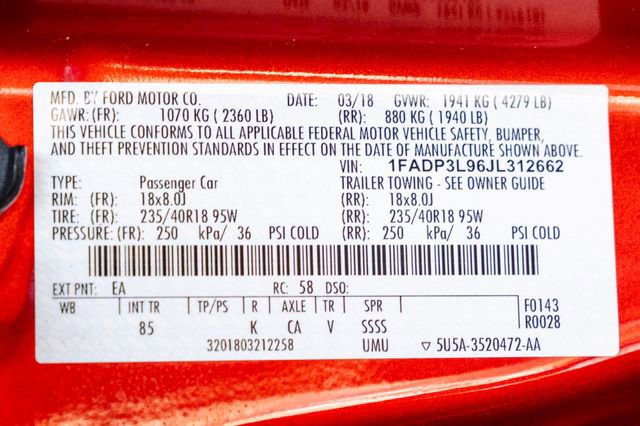 MFD. BY FORD MOTOR CO. DATE: 03/18 GVWR: 1941 KG ( 4279 LB)
GAWR: (FR): 1070 KG ( 2360 LB) (RR): 880 KG ( 1940 LB)
THIS VEHICLE CONFORMS TO ALL APPLICABLE FEDERAL MOTOR VEHICLE SAFETY, BUMPER,
AND THEFT PREVENTION STANDARDS IN EFFECT ON THE DATE OF MANUFACTURE SHOWN ABOVE.
VIN: 1FADP3L96JL312662
TYPE: Passenger Car TRAILER TOWING - SEE OWNER GUIDE
RIM: (FR): 18x8.0J (RR): 18x8.0J
TIRE: (FR): 235/40R18 95W (RR): 235/40R18 95W
PRESSURE: (FR): 250 kPa/ 36 PSI COLD (RR): 250 kPa/ 36 PSI COLD
EXT PNT: EA RC: 58 DSO:
WB INT TR TP/PS R AXLE TR SPR F0143
85 K CA V SSSS R0028
3201803212258 UMU ▽ 5U5A-3520472-AA